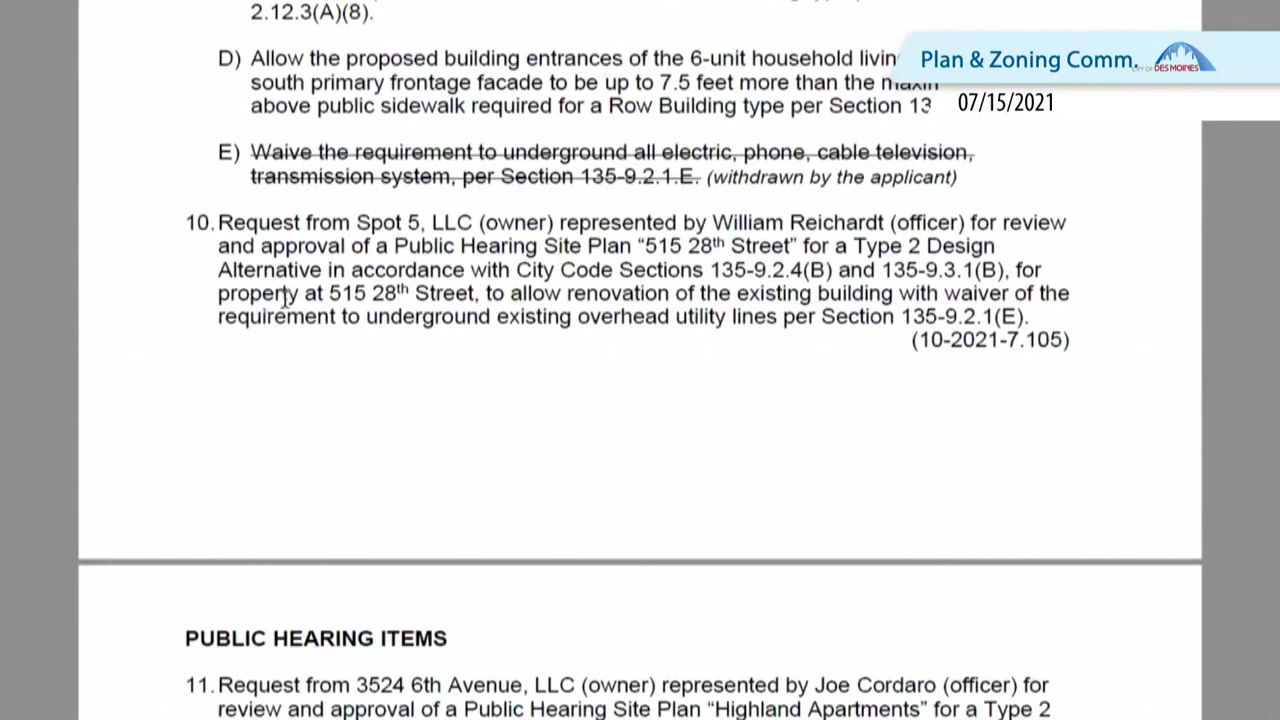 2.12.3(A)(8).
D) Allow the proposed building entrances of the 6-unit household livin
south primary frontage facade to be up to 7.5 feet more than the maxim
above public sidewalk required for a Row Building type per Section 13
Plan & Zoning Comm.
CITY OF DES MOINES
07/15/2021
E) Waive the requirement to underground all electric, phone, cable television,
transmission system, per Section 135-9.2.1.E. (withdrawn by the applicant)
10. Request from Spot 5, LLC (owner) represented by William Reichardt (officer) for review
and approval of a Public Hearing Site Plan “515 28th Street” for a Type 2 Design
Alternative in accordance with City Code Sections 135-9.2.4(B) and 135-9.3.1(B), for
property at 515 28th Street, to allow renovation of the existing building with waiver of the
requirement to underground existing overhead utility lines per Section 135-9.2.1(E).
(10-2021-7.105)
PUBLIC HEARING ITEMS
11. Request from 3524 6th Avenue, LLC (owner) represented by Joe Cordaro (officer) for
review and approval of a Public Hearing Site Plan “Highland Apartments” for a Type 2